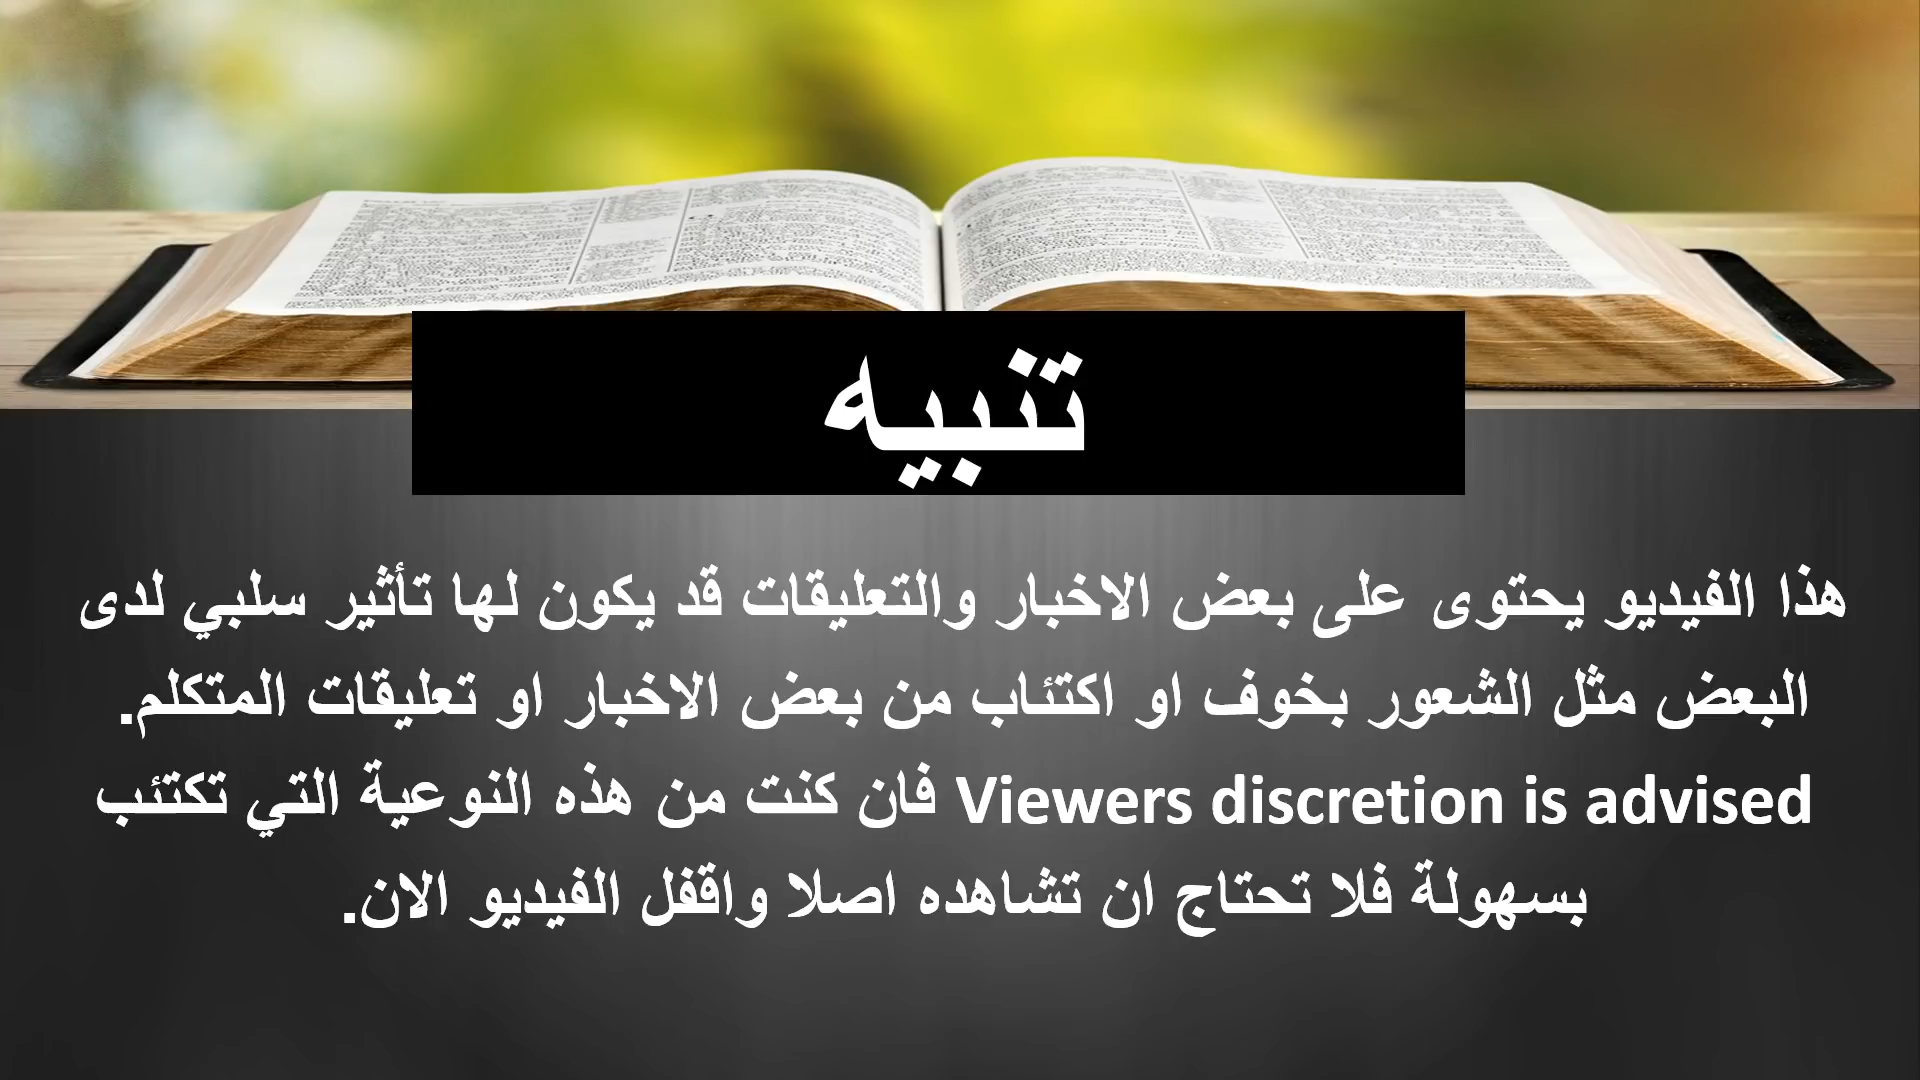 تنبيه
هذا الفيديو يحتوى على بعض الاخبار والتعليقات قد يكون لها تأثير سلبي لدى
البعض مثل الشعور بخوف او اكتئاب من بعض الاخبار او تعليقات المتكلم.
Viewers discretion is advised فان كنت من هذه النوعية التي تكتئب
بسهولة فلا تحتاج ان تشاهده اصلا واقفل الفيديو الان.